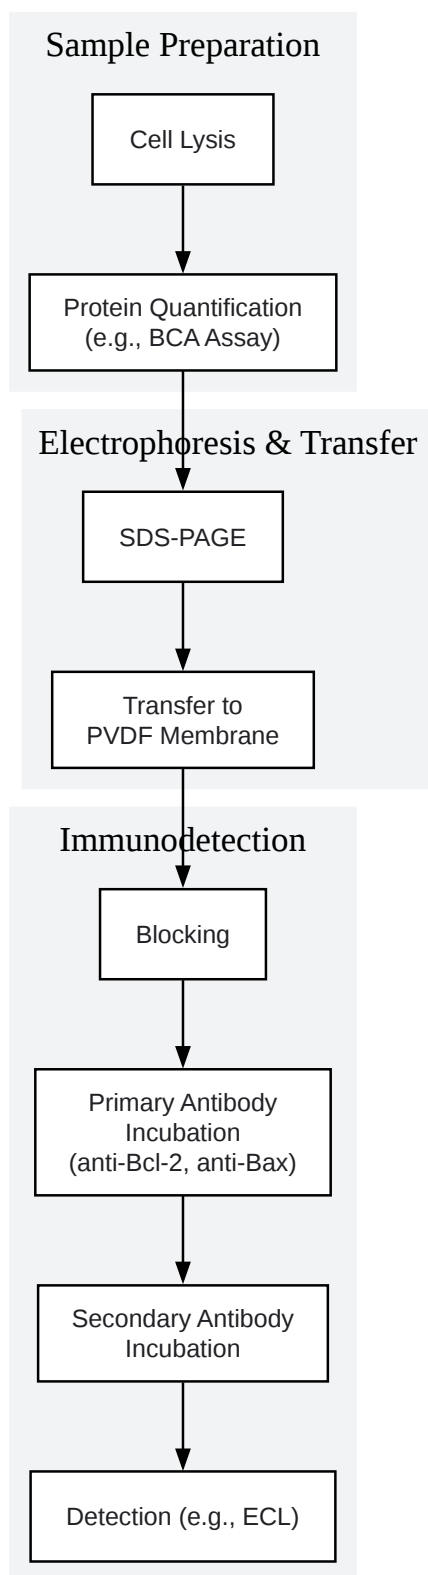 Sample Preparation
Cell Lysis
Protein Quantification
(e.g., BCA Assay)
Electrophoresis & Transfer
SDS-PAGE
Transfer to
PVDF Membrane
Immunodetection
Blocking
Primary Antibody
Incubation
(anti-Bcl-2, anti-Bax)
Secondary Antibody
Incubation
Detection (e.g., ECL)